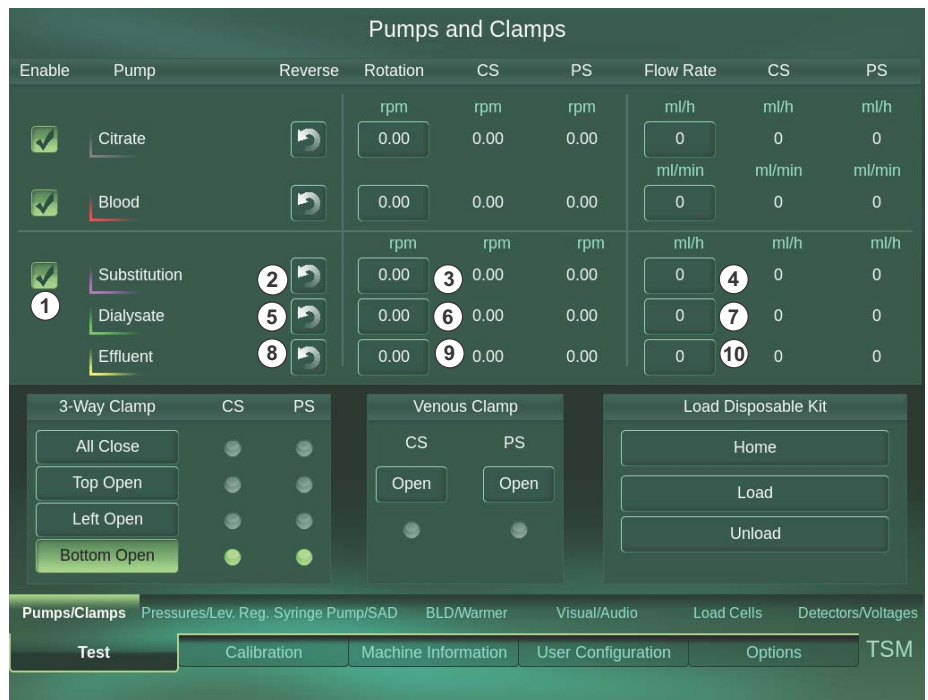 Pumps and Clamps
Enable Pump Reverse Rotation CS PS Flow Rate CS PS
rpm rpm rpm ml/h ml/h ml/h
Citrate 0.00 0.00 0.00 0 0 0
ml/min ml/min ml/min
Blood 0.00 0.00 0.00 0 0 0
rpm rpm rpm ml/h ml/h ml/h
Substitution 2 0.00 3 0.00 0.00 0 4 0 0
1
Dialysate 5 0.00 6 0.00 0.00 0 7 0 0
Effluent 8 0.00 9 0.00 0.00 0 10 0 0
3-Way Clamp CS PS
All Close
Top Open
Left Open
Bottom Open
Venous Clamp
CS PS
Open Open
Load Disposable Kit
Home
Load
Unload
Pumps/Clamps Pressures/Lev. Reg. Syringe Pump/SAD BLD/Warmer Visual/Audio Load Cells Detectors/Voltages
Test Calibration Machine Information User Configuration Options TSM